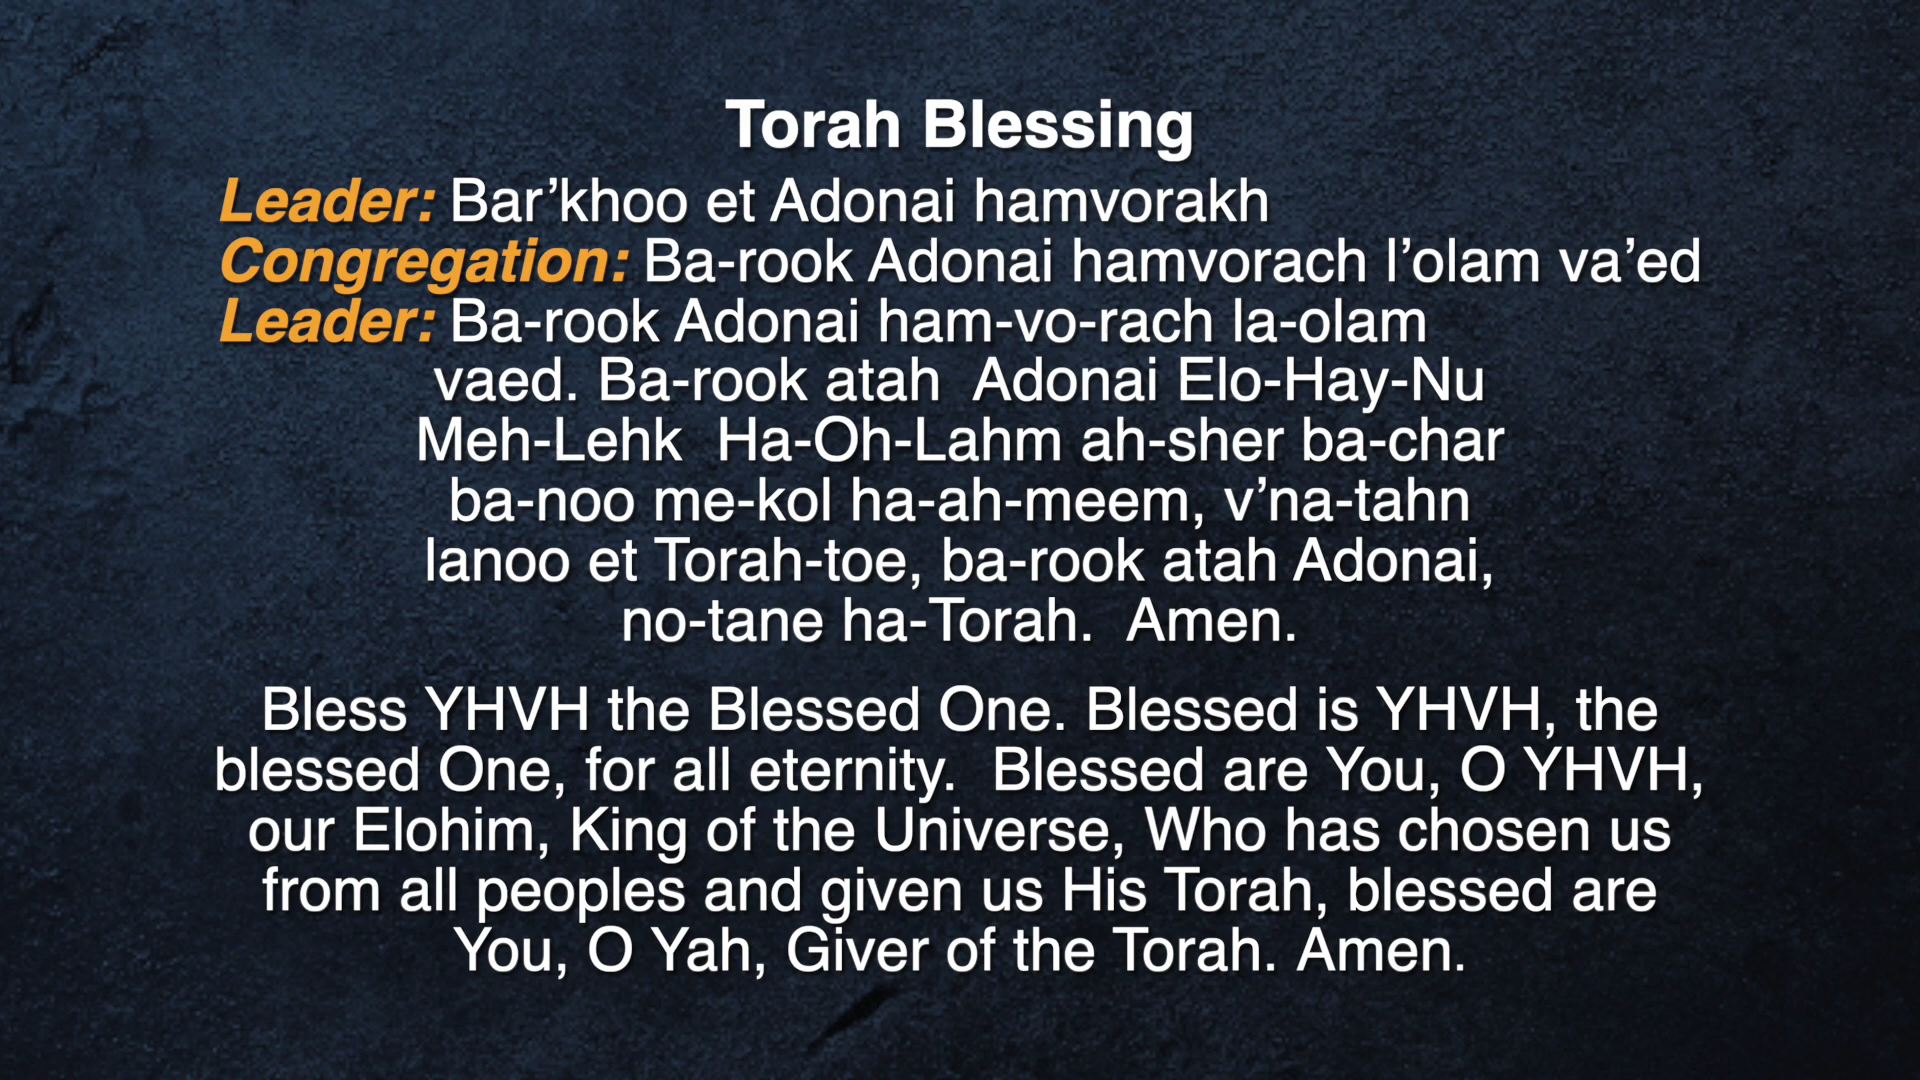 Torah Blessing
Leader: Bar’khoo et Adonai hamvorakh
Congregation: Ba-rook Adonai hamvorach l’olam va’ed
Leader: Ba-rook Adonai ham-vo-rach la-olam
vaed. Ba-rook atah  Adonai Elo-Hay-Nu
Meh-Lehk  Ha-Oh-Lahm ah-sher ba-char
ba-noo me-kol ha-ah-meem, v’na-tahn
lanoo et Torah-toe, ba-rook atah Adonai,
no-tane ha-Torah.  Amen.
Bless YHVH the Blessed One. Blessed is YHVH, the
blessed One, for all eternity.  Blessed are You, O YHVH,
our Elohim, King of the Universe, Who has chosen us
from all peoples and given us His Torah, blessed are
You, O Yah, Giver of the Torah. Amen.